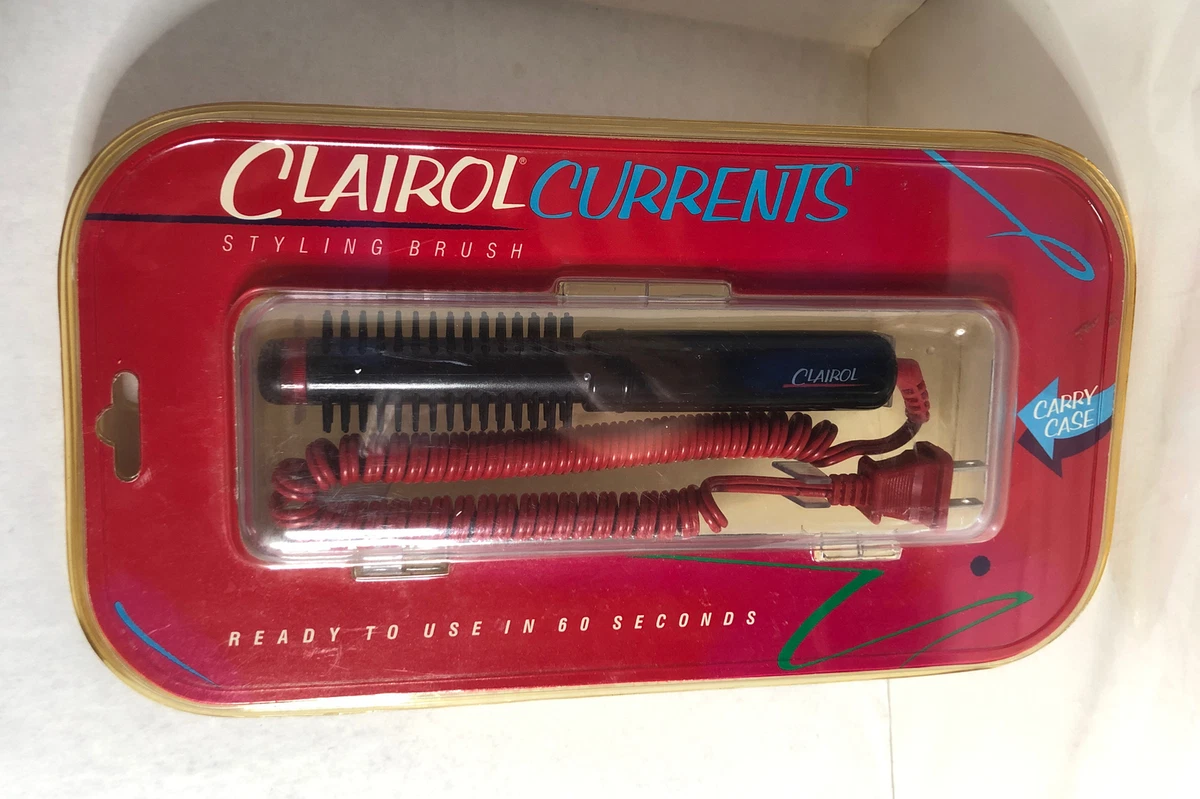 CLAIROL® CURRENTS
STYLING BRUSH
CLAIROL
CARRY
CASE
READY TO USE IN 60 SECONDS